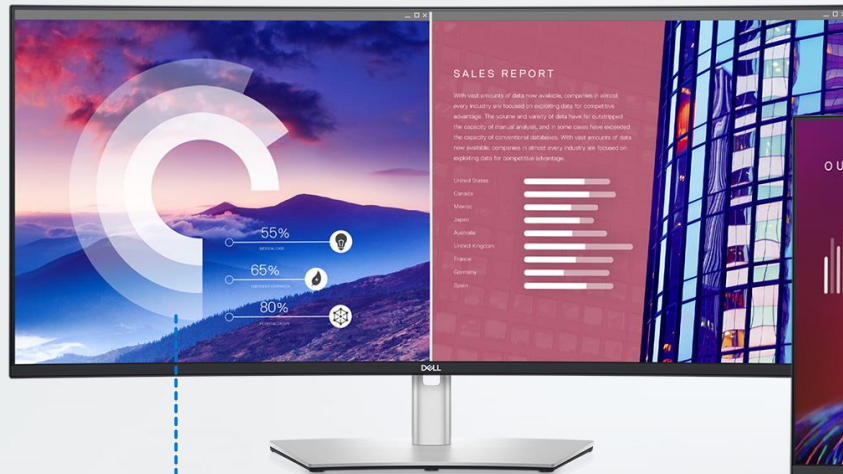 SALES REPORT
With vast amounts of data now available, companies in almost
every industry are focused on exploiting data for competitive
advantage. The volume and variety of data have far outstripped
the capacity of manual analysis, and in some cases have exceeded
the capacity of conventional databases. With vast amounts of data
now available, companies in almost every industry are focused on
exploiting data for competitive advantage.
United States
Canada
Mexico
Japan
Australia
United Kingdom
France
Germany
Spain
55%
65%
80%
OU
DELL